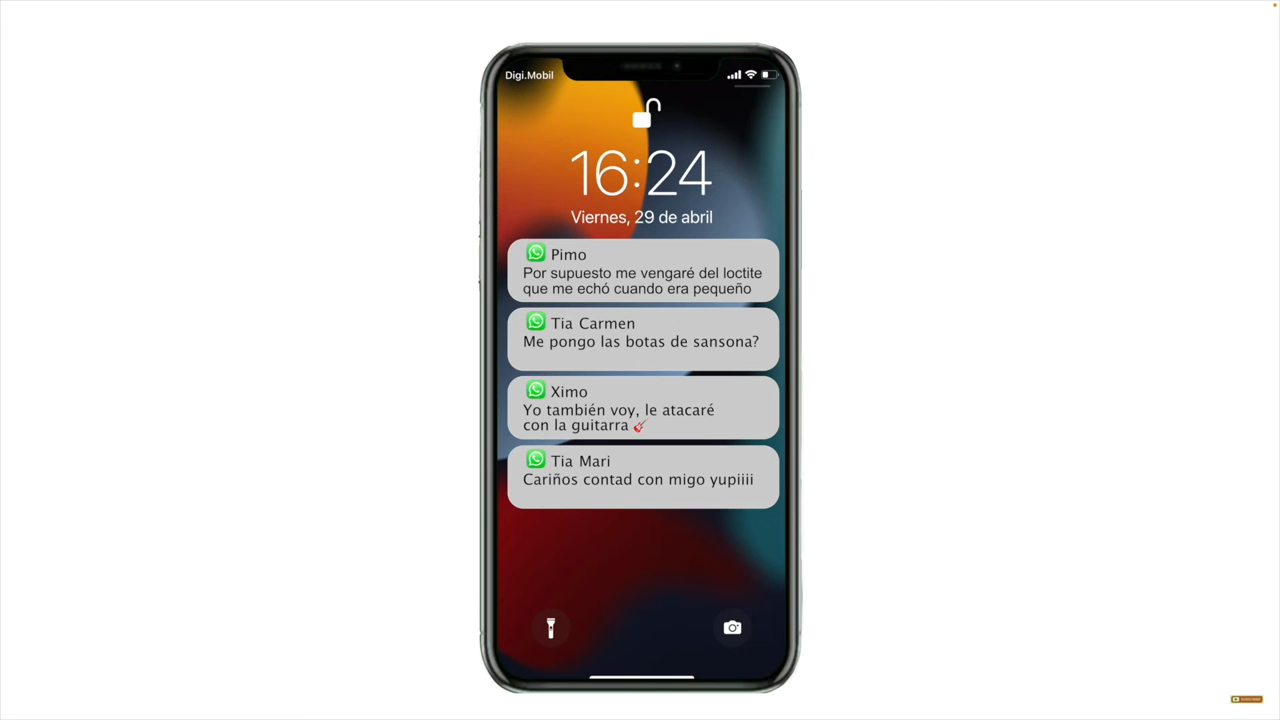 Digi.Mobil
16:24
Viernes, 29 de abril
Pimo
Por supuesto me vengaré del loctite
que me echó cuando era pequeño
Tia Carmen
Me pongo las botas de sansona?
Ximo
Yo también voy, le atacaré
con la guitarra 🎸
Tia Mari
Cariños contad con migo yupiiii